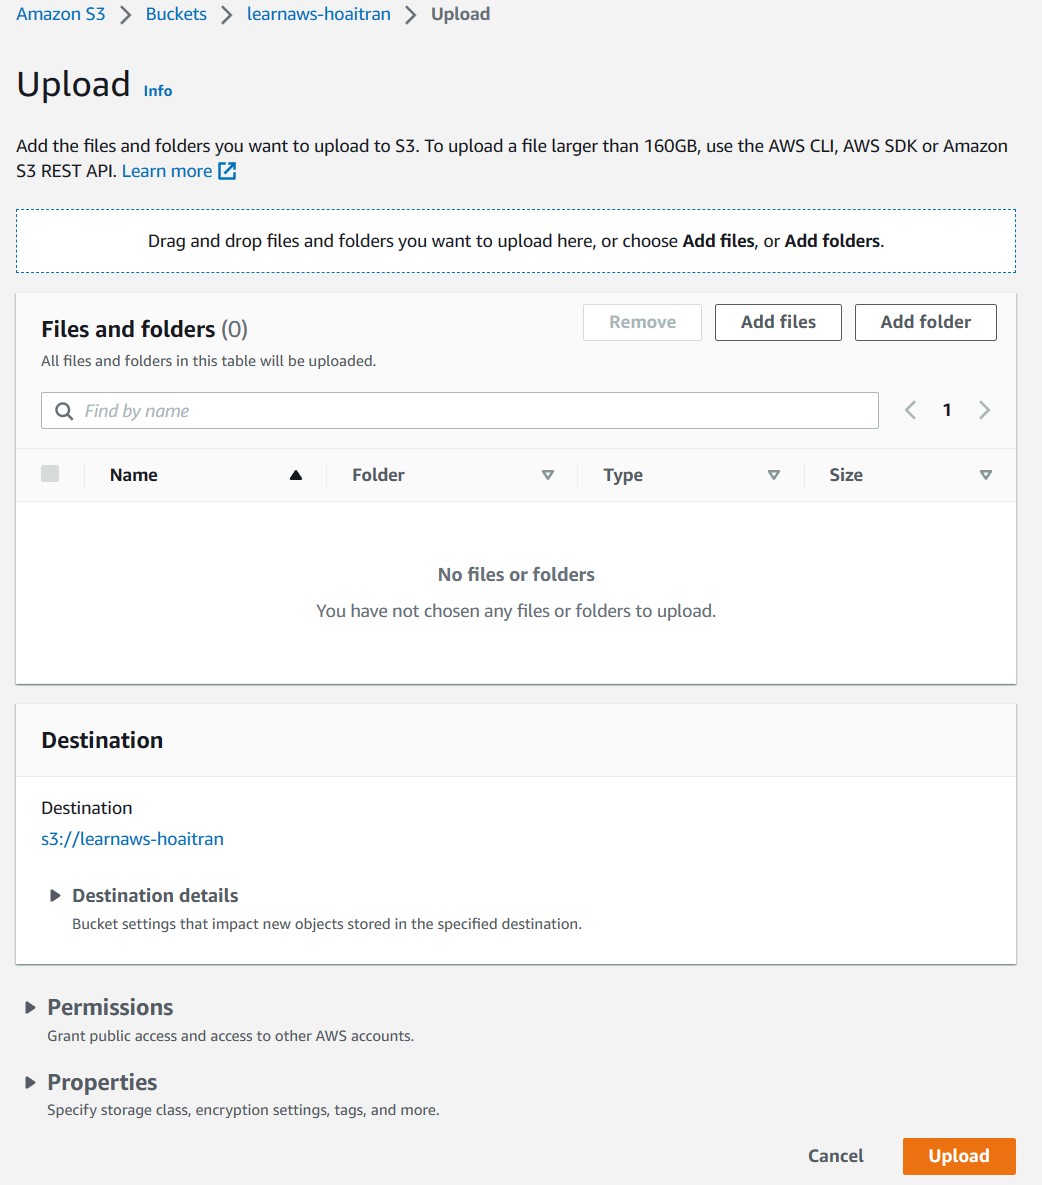 Amazon S3 > Buckets > learnaws-hoaitran > Upload
Upload Info
Add the files and folders you want to upload to S3. To upload a file larger than 160GB, use the AWS CLI, AWS SDK or Amazon
S3 REST API. Learn more
Drag and drop files and folders you want to upload here, or choose Add files, or Add folders.
Files and folders (0)
Remove
Add files
Add folder
All files and folders in this table will be uploaded.
Find by name
1
Name Folder Type Size
No files or folders
You have not chosen any files or folders to upload.
Destination
Destination
s3://learnaws-hoaitran
Destination details
Bucket settings that impact new objects stored in the specified destination.
Permissions
Grant public access and access to other AWS accounts.
Properties
Specify storage class, encryption settings, tags, and more.
Cancel Upload